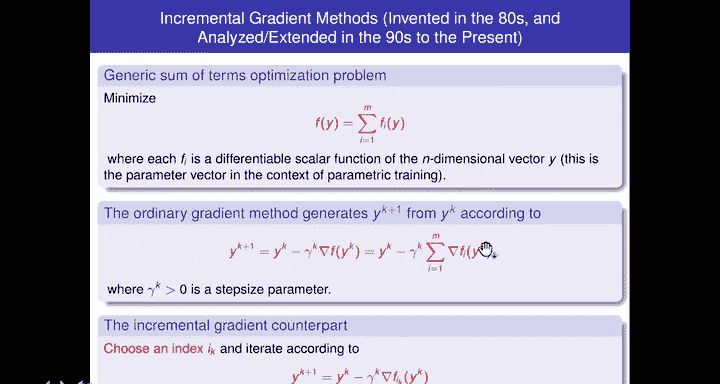 Incremental Gradient Methods (Invented in the 80s, and
Analyzed/Extended in the 90s to the Present)
Generic sum of terms optimization problem
Minimize
f(y) = ∑_{i=1}^{m} f_i(y)
where each f_i is a differentiable scalar function of the n-dimensional vector y (this is
the parameter vector in the context of parametric training).
The ordinary gradient method generates y^{k+1} from y^k according to
y^{k+1} = y^k − γ^k ∇f(y^k) = y^k − γ^k ∑_{i=1}^{m} ∇f_i(y
where γ^k > 0 is a stepsize parameter.
The incremental gradient counterpart
Choose an index i_k and iterate according to
y^{k+1} = y^k − γ^k ∇f_{i_k}(y^k)